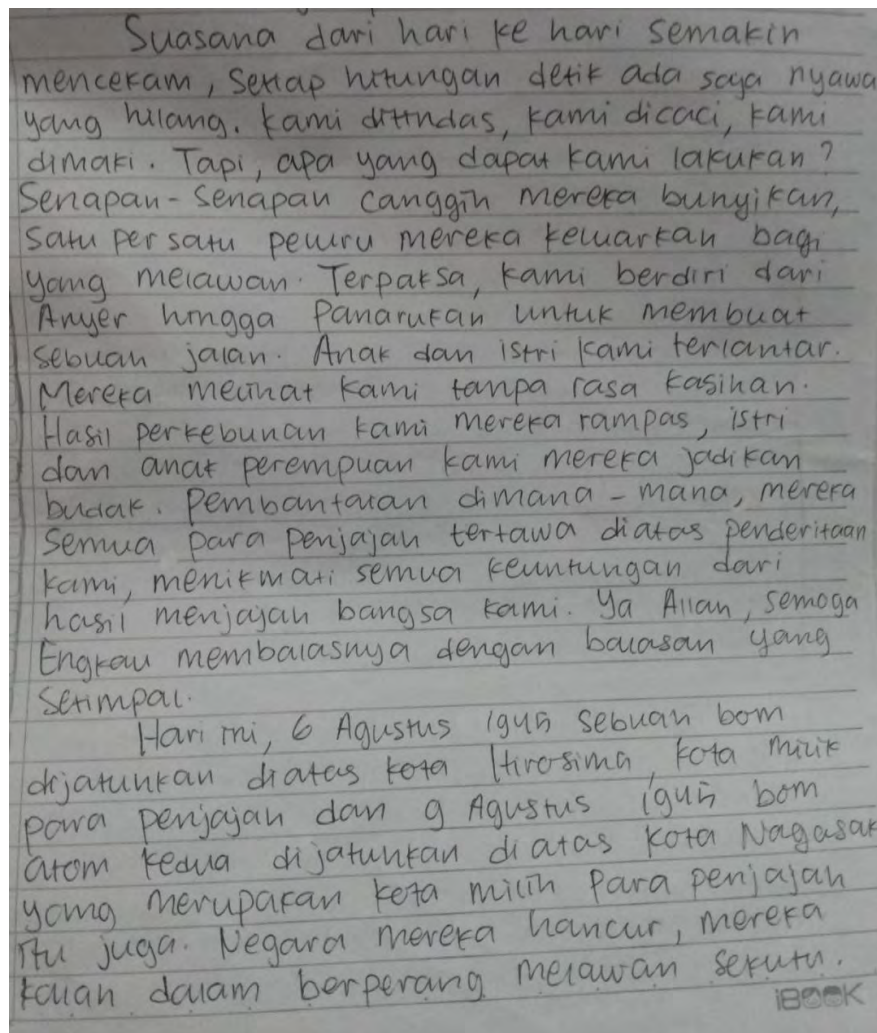 Suasana dari hari ke hari semakin
mencekam, Setiap hitungan detik ada saja nyawa
yang hilang. Kami ditindas, kami dicaci, kami
dimaki. Tapi, apa yang dapat kami lakukan?
Senapan - Senapan canggih mereka bunyikan,
Satu per satu peluru mereka keluarkan bagi
yang melawan. Terpaksa, kami berdiri dari
Anyer hingga Panarukan untuk membuat
sebuah jalan. Anak dan istri kami terlantar.
Mereka melihat kami tanpa rasa kasihan.
Hasil perkebunan kami mereka rampas, istri
dan anak perempuan kami mereka jadikan
budak. Pembantaian dimana - mana, mereka
Semua para penjajah tertawa diatas penderitaan
kami, menikmati semua keuntungan dari
hasil menjajah bangsa kami. Ya Allah, semoga
Engkau membalasnya dengan balasan yang
Setimpal.
Hari ini, 6 Agustus 1945 sebuah bom
dijatuhkan diatas kota Hirosima, kota milik
para penjajah dan 9 Agustus 1945 bom
atom kedua dijatuhkan diatas kota Nagasak
yang merupakan kota milih para penjajah
itu juga. Negara mereka hancur, mereka
kalah dalam berperang melawan sekutu.
iBOOK